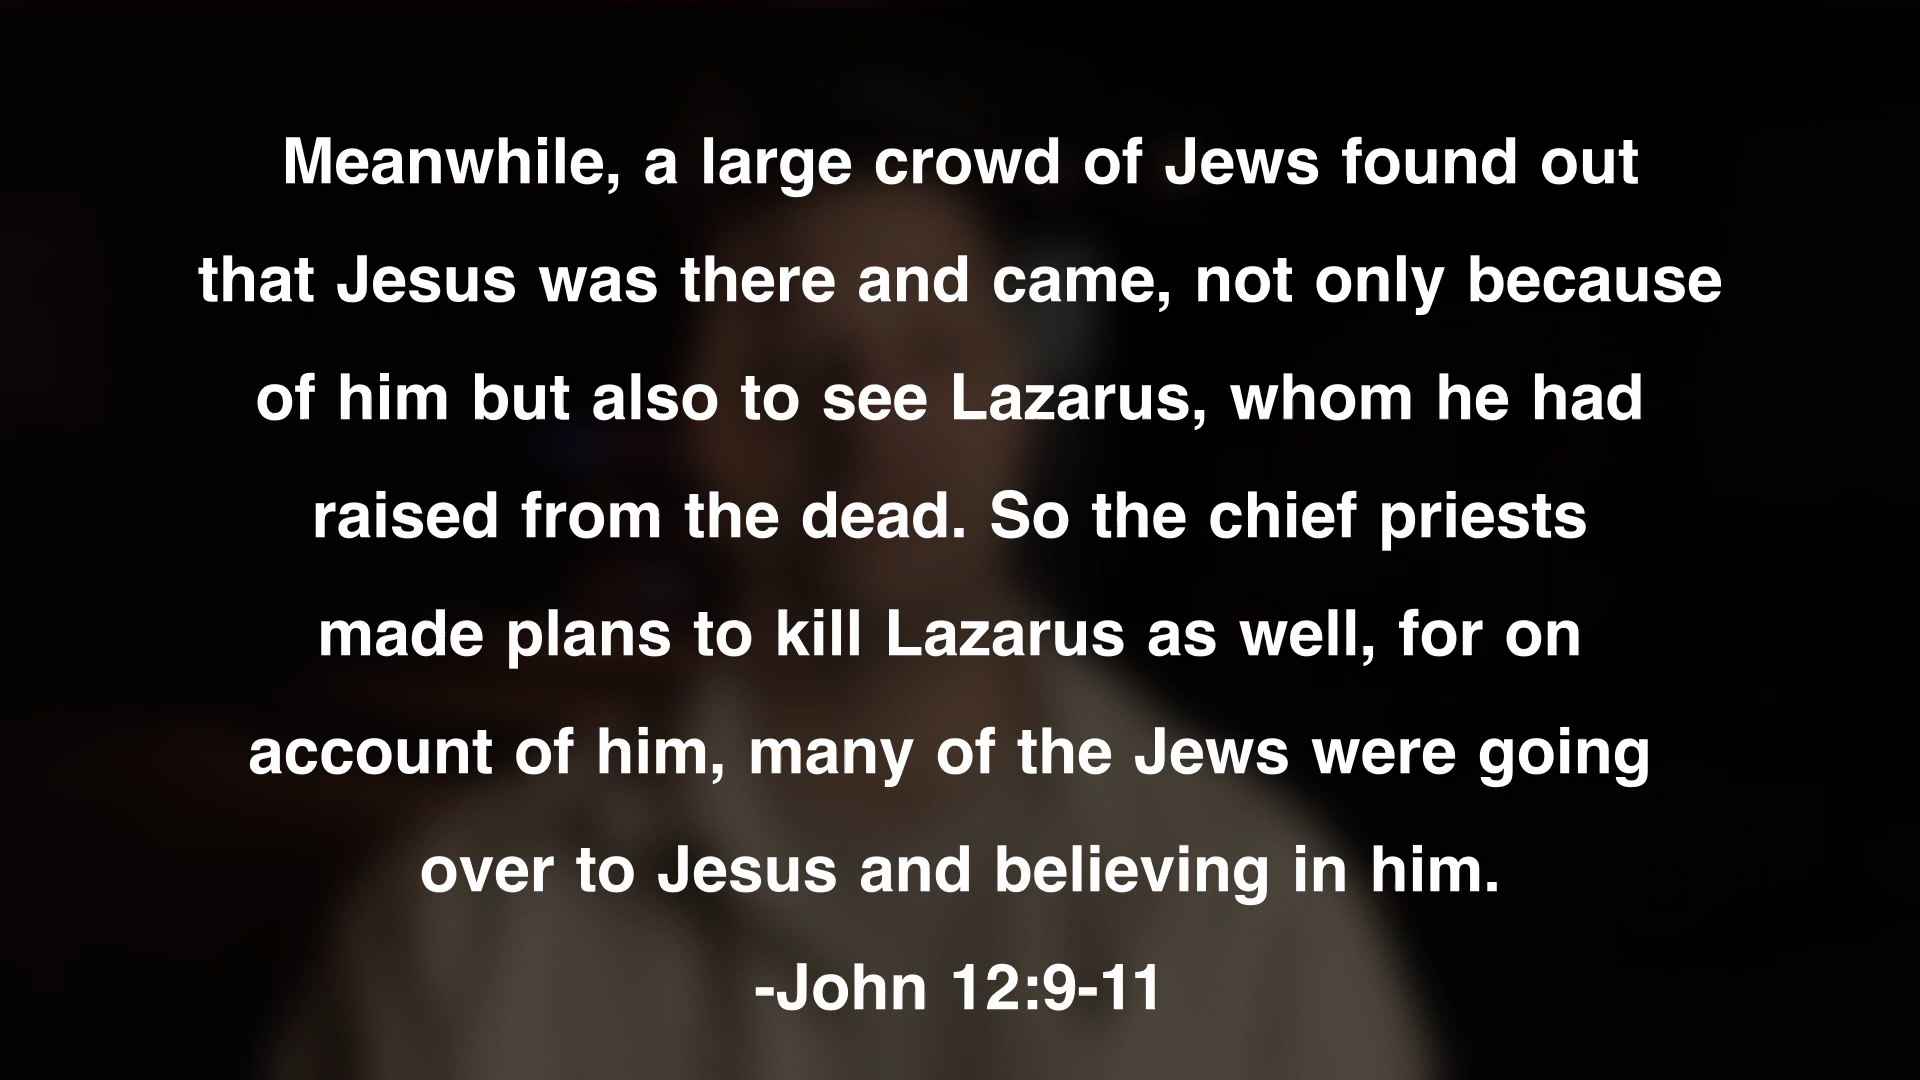 Meanwhile, a large crowd of Jews found out
that Jesus was there and came, not only because
of him but also to see Lazarus, whom he had
raised from the dead. So the chief priests
made plans to kill Lazarus as well, for on
account of him, many of the Jews were going
over to Jesus and believing in him.
-John 12:9-11